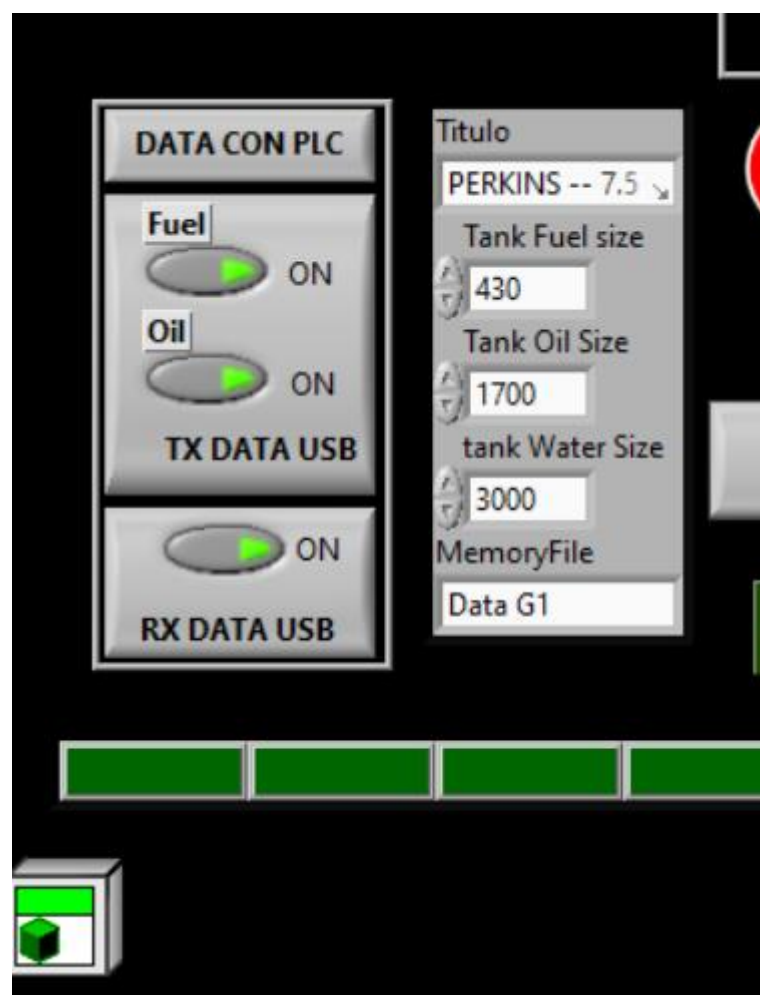 DATA CON PLC
Fuel
ON
Oil
ON
TX DATA USB
ON
RX DATA USB
Titulo
PERKINS -- 7.5
Tank Fuel size
430
Tank Oil Size
1700
tank Water Size
3000
MemoryFile
Data G1